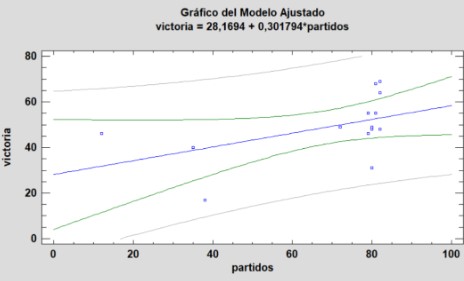 Gráfico del Modelo Ajustado
victoria = 28,1694 + 0,301794*partidos
80
60
40
20
0
victoria
0 20 40 60 80 100
partidos